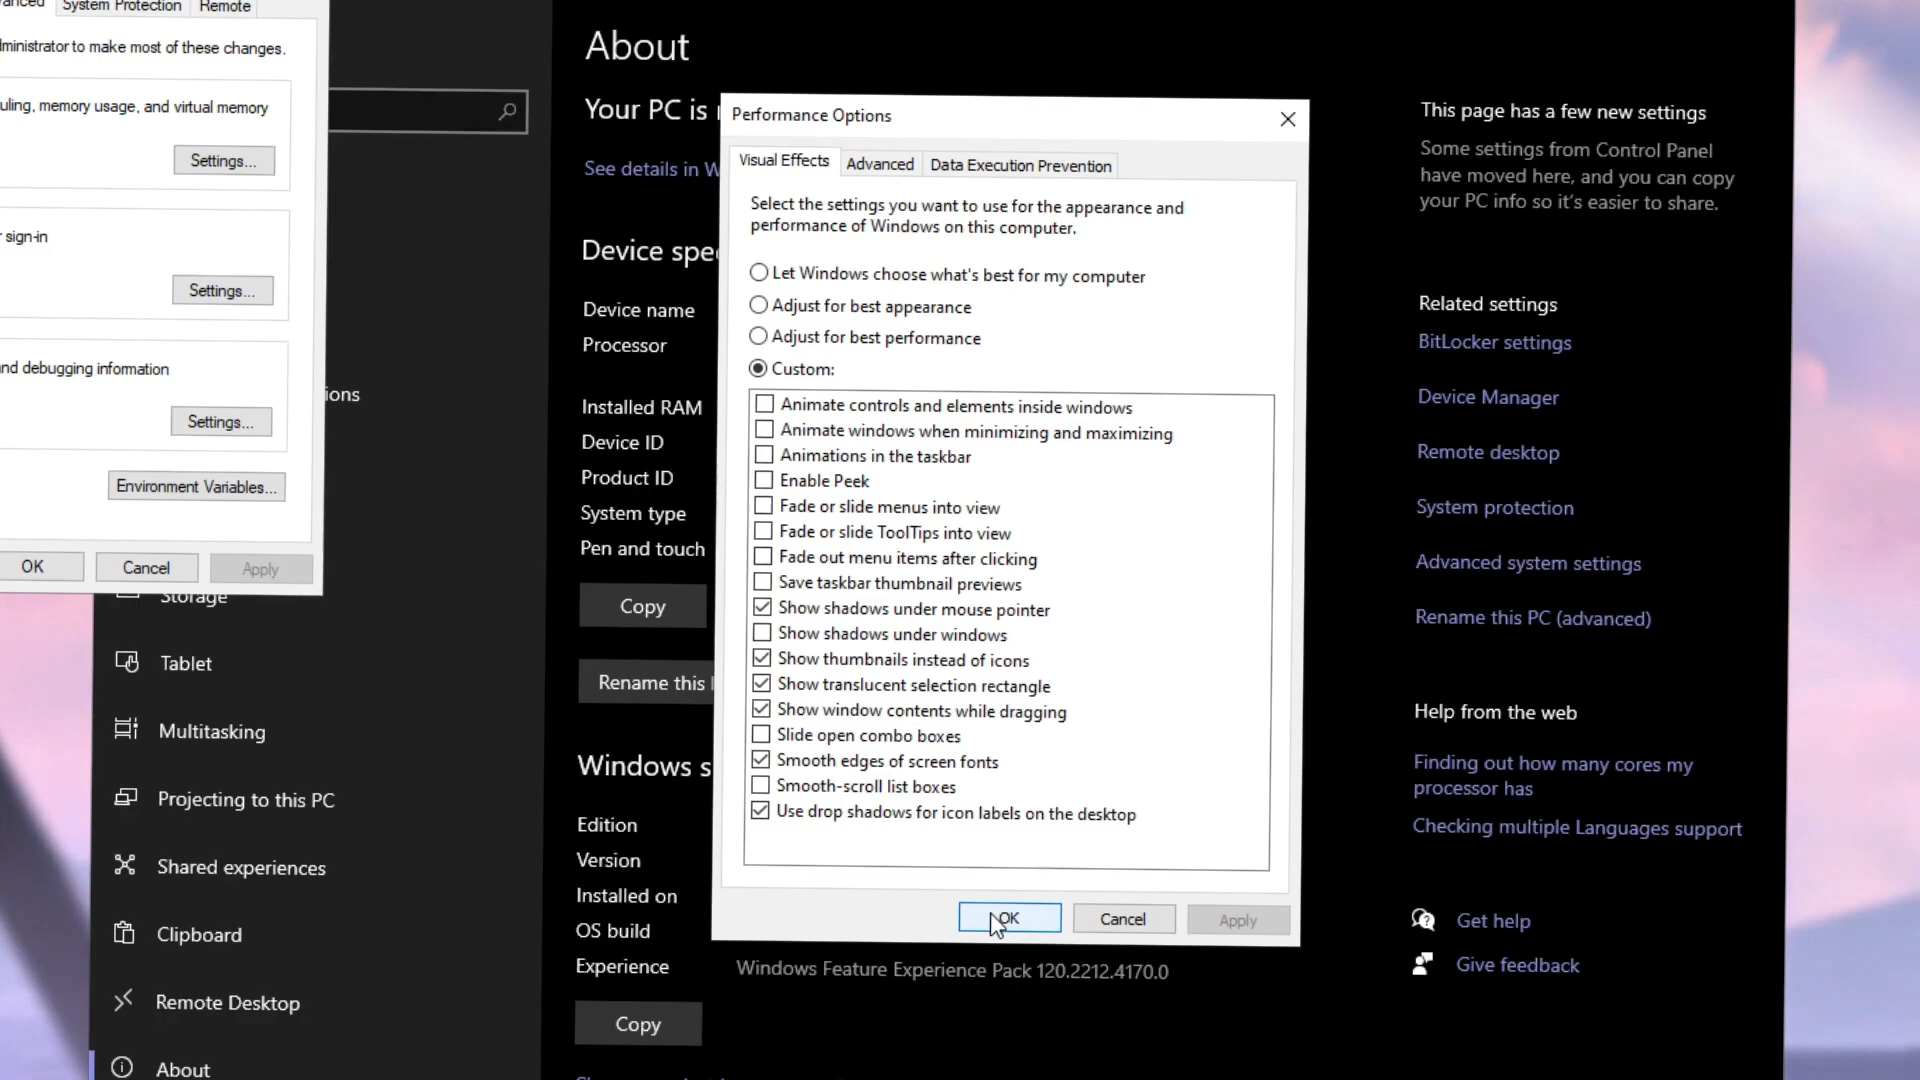 System Protection
Remote
ministrator to make most of these changes.
uling, memory usage, and virtual memory
Settings...
r sign-in
Settings...
nd debugging information
Settings...
Environment Variables...
OK
Cancel
Apply
ions
Storage
Tablet
Multitasking
Projecting to this PC
Shared experiences
Clipboard
Remote Desktop
About
About
Your PC is
See details in W
Device spe
Device name
Processor
Installed RAM
Device ID
Product ID
System type
Pen and touch
Copy
Rename this
Windows s
Edition
Version
Installed on
OS build
Experience
Windows Feature Experience Pack 120.2212.4170.0
Copy
Performance Options
Visual Effects
Advanced
Data Execution Prevention
Select the settings you want to use for the appearance and
performance of Windows on this computer.
Let Windows choose what's best for my computer
Adjust for best appearance
Adjust for best performance
Custom:
Animate controls and elements inside windows
Animate windows when minimizing and maximizing
Animations in the taskbar
Enable Peek
Fade or slide menus into view
Fade or slide ToolTips into view
Fade out menu items after clicking
Save taskbar thumbnail previews
Show shadows under mouse pointer
Show shadows under windows
Show thumbnails instead of icons
Show translucent selection rectangle
Show window contents while dragging
Slide open combo boxes
Smooth edges of screen fonts
Smooth-scroll list boxes
Use drop shadows for icon labels on the desktop
OK
Cancel
Apply
This page has a few new settings
Some settings from Control Panel
have moved here, and you can copy
your PC info so it's easier to share.
Related settings
BitLocker settings
Device Manager
Remote desktop
System protection
Advanced system settings
Rename this PC (advanced)
Help from the web
Finding out how many cores my
processor has
Checking multiple Languages support
Get help
Give feedback